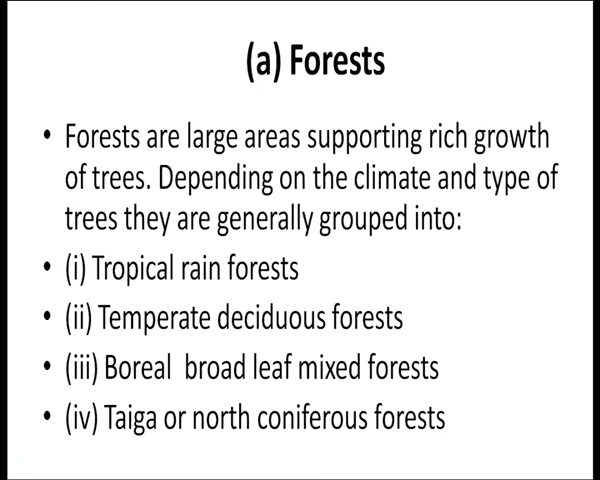 (a) Forests
• Forests are large areas supporting rich growth
of trees. Depending on the climate and type of
trees they are generally grouped into:
• (i) Tropical rain forests
• (ii) Temperate deciduous forests
• (iii) Boreal  broad leaf mixed forests
• (iv) Taiga or north coniferous forests